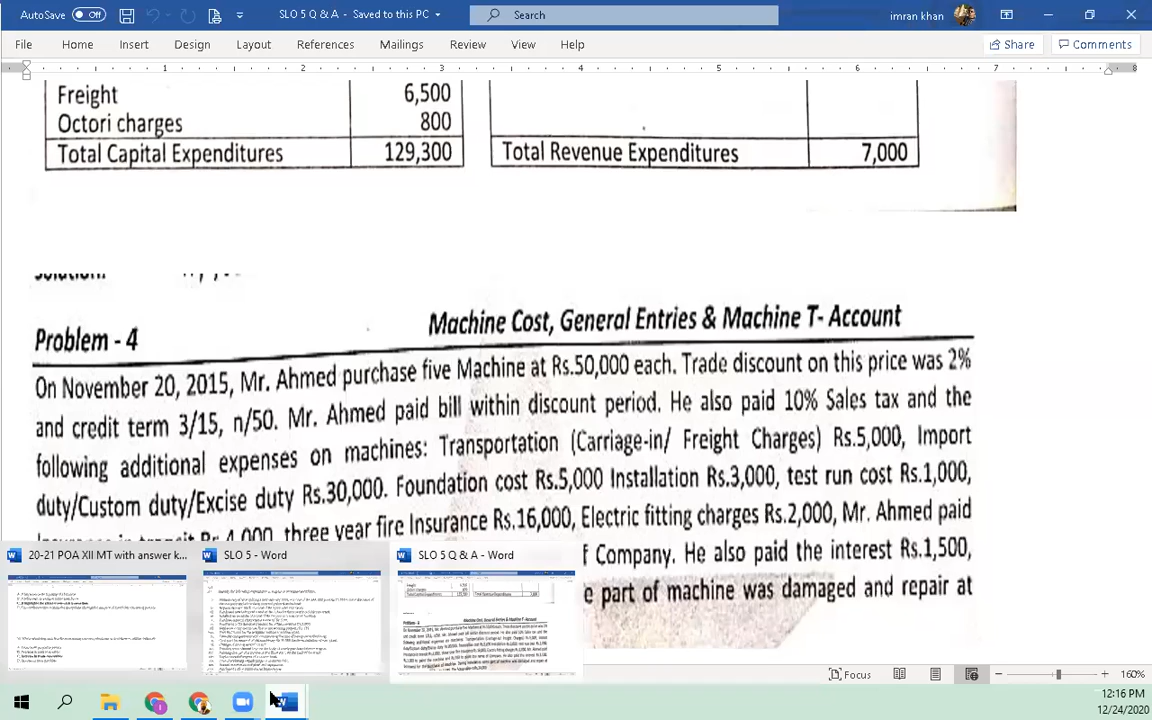 AutoSave Off SLO 5 Q & A - Saved to this PC Search imran khan
File Home Insert Design Layout References Mailings Review View Help Share Comments
1 2 3 4 5 6 7 8
Freight 6,500
Octori charges 800
Total Capital Expenditures 129,300 Total Revenue Expenditures 7,000
Problem - 4 Machine Cost, General Entries & Machine T- Account
On November 20, 2015, Mr. Ahmed purchase five Machine at Rs.50,000 each. Trade discount on this price was 2%
and credit term 3/15, n/50. Mr. Ahmed paid bill within discount period. He also paid 10% Sales tax and the
following additional expenses on machines: Transportation (Carriage-in/ Freight Charges) Rs.5,000, Import
duty/Custom duty/Excise duty Rs.30,000. Foundation cost Rs.5,000 Installation Rs.3,000, test run cost Rs.1,000,
three year fire Insurance Rs.16,000, Electric fitting charges Rs.2,000, Mr. Ahmed paid
f Company. He also paid the interest Rs.1,500,
e part of machine was damaged and repair at
20-21 POA XII MT with answer k... SLO 5 - Word SLO 5 Q & A - Word
Focus 160%
12:16 PM
12/24/2020